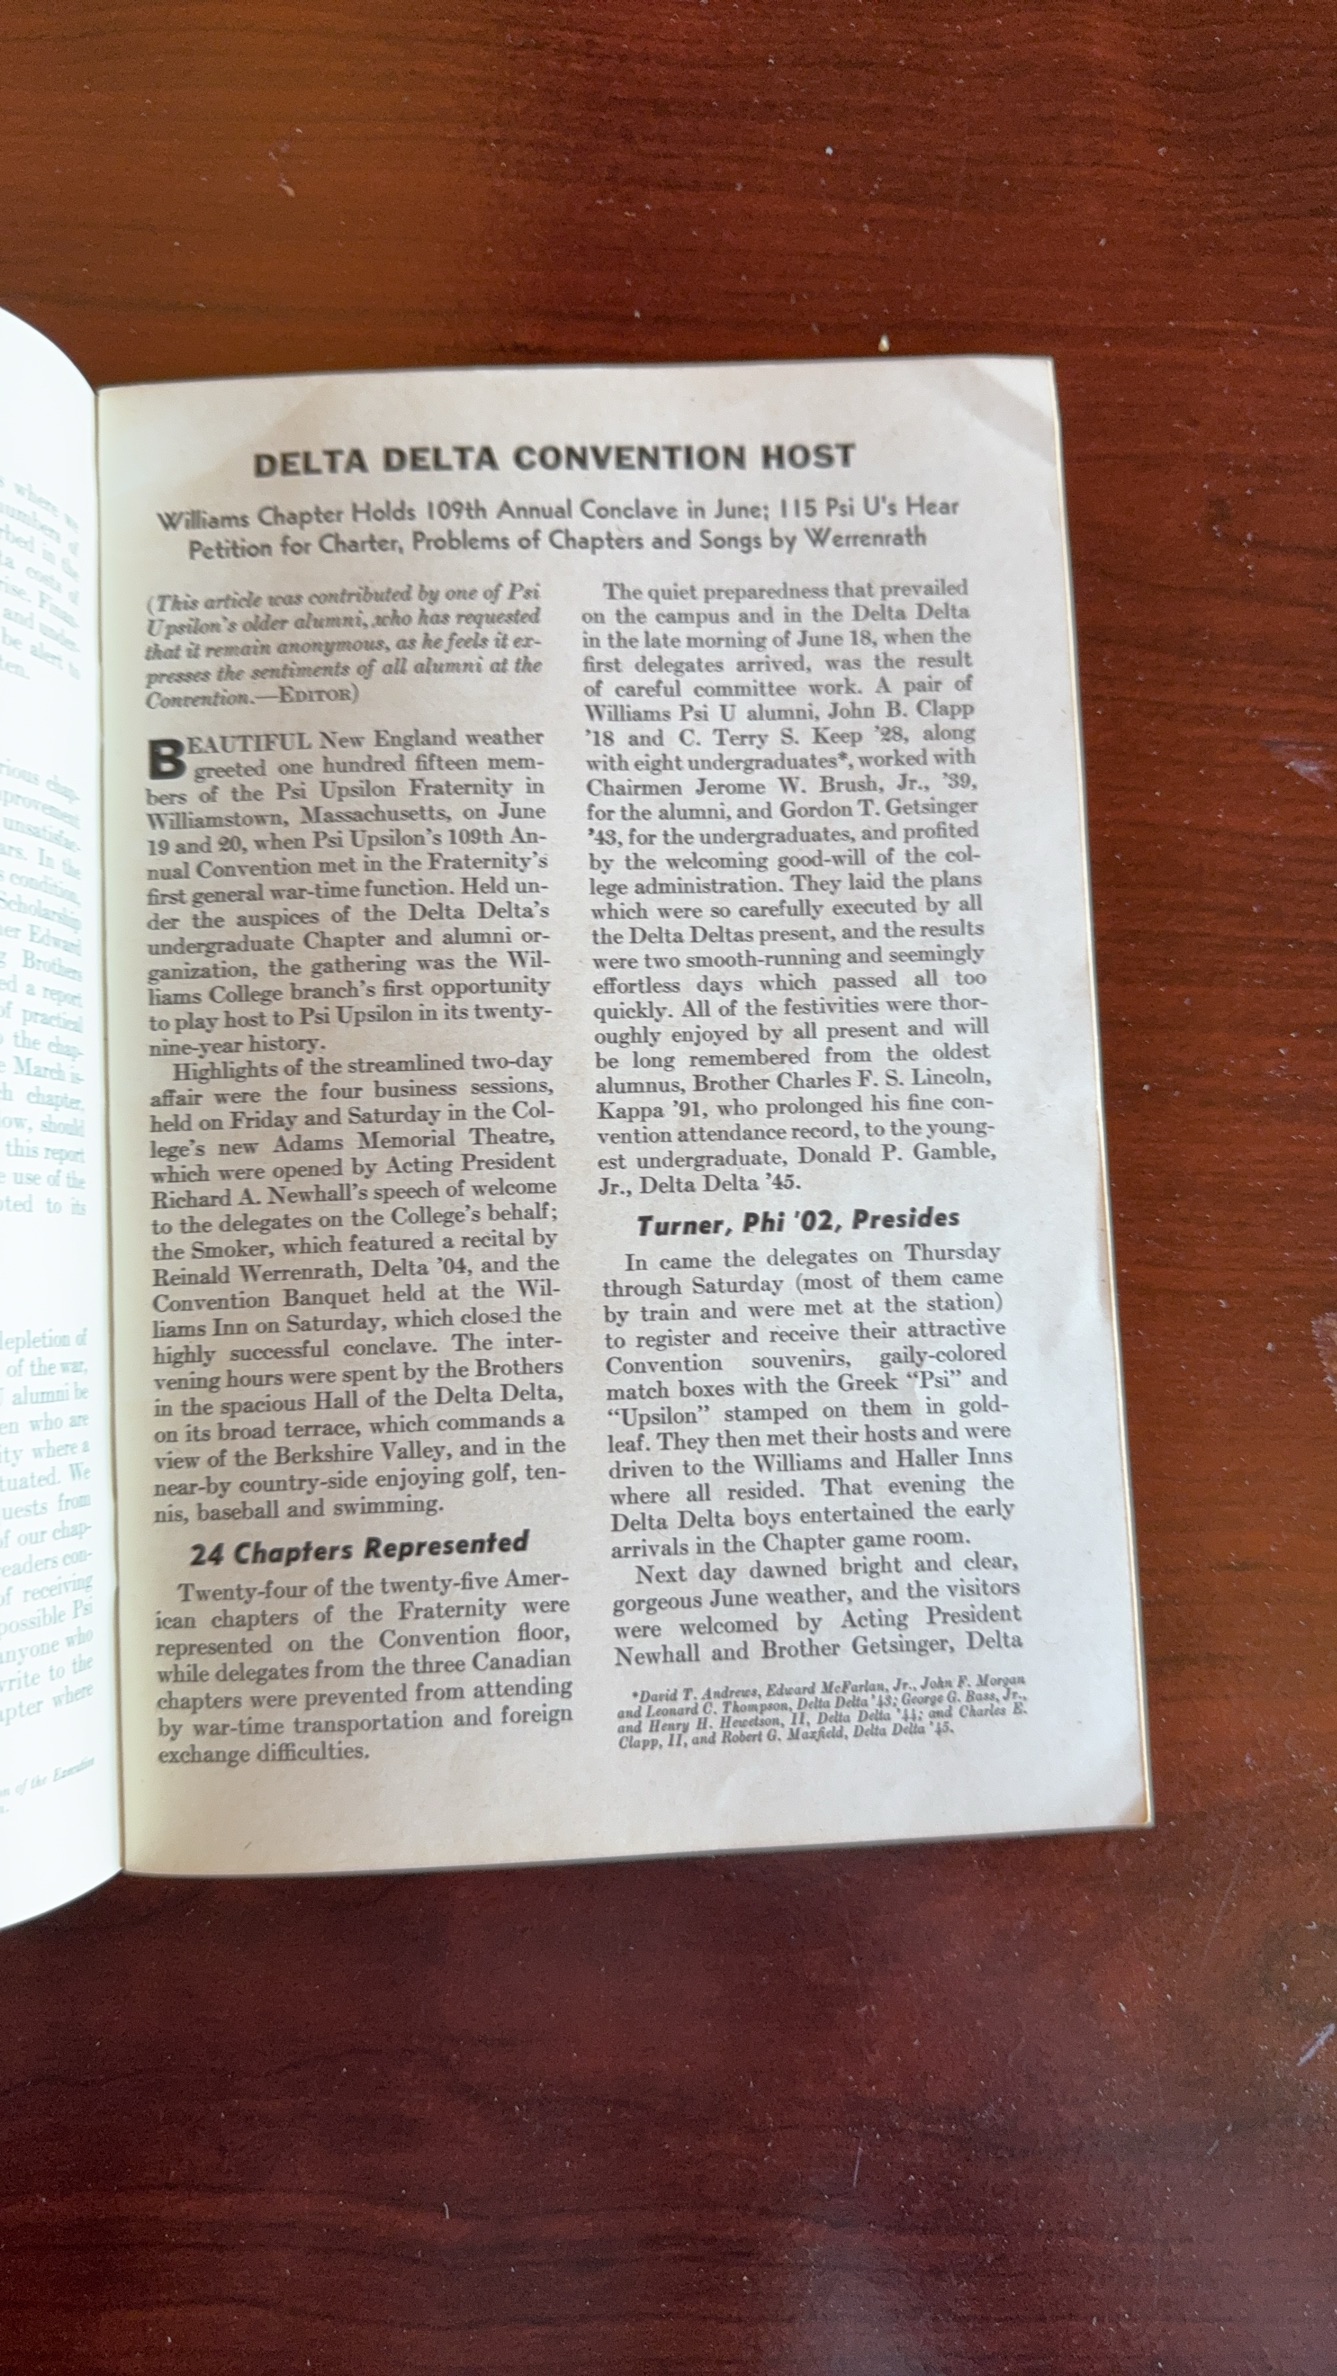 DELTA DELTA CONVENTION HOST
Williams Chapter Holds 109th Annual Conclave in June; 115 Psi U's Hear
Petition for Charter, Problems of Chapters and Songs by Werrenrath
(This article was contributed by one of Psi
Upsilon's older alumni, who has requested
that it remain anonymous, as he feels it ex-
presses the sentiments of all alumni at the
Convention.—EDITOR)
BEAUTIFUL New England weather
greeted one hundred fifteen mem-
bers of the Psi Upsilon Fraternity in
Williamstown, Massachusetts, on June
19 and 20, when Psi Upsilon's 109th An-
nual Convention met in the Fraternity's
first general war-time function. Held un-
der the auspices of the Delta Delta's
undergraduate Chapter and alumni or-
ganization, the gathering was the Wil-
liams College branch's first opportunity
to play host to Psi Upsilon in its twenty-
nine-year history.
Highlights of the streamlined two-day
affair were the four business sessions,
held on Friday and Saturday in the Col-
lege's new Adams Memorial Theatre,
which were opened by Acting President
Richard A. Newhall's speech of welcome
to the delegates on the College's behalf;
the Smoker, which featured a recital by
Reinald Werrenrath, Delta '04, and the
Convention Banquet held at the Wil-
liams Inn on Saturday, which closed the
highly successful conclave. The inter-
vening hours were spent by the Brothers
in the spacious Hall of the Delta Delta,
on its broad terrace, which commands a
view of the Berkshire Valley, and in the
near-by country-side enjoying golf, ten-
nis, baseball and swimming.
24 Chapters Represented
Twenty-four of the twenty-five Amer-
ican chapters of the Fraternity were
represented on the Convention floor,
while delegates from the three Canadian
chapters were prevented from attending
by war-time transportation and foreign
exchange difficulties.
The quiet preparedness that prevailed
on the campus and in the Delta Delta
in the late morning of June 18, when the
first delegates arrived, was the result
of careful committee work. A pair of
Williams Psi U alumni, John B. Clapp
'18 and C. Terry S. Keep '28, along
with eight undergraduates*, worked with
Chairmen Jerome W. Brush, Jr., '39,
for the alumni, and Gordon T. Getsinger
'43, for the undergraduates, and profited
by the welcoming good-will of the col-
lege administration. They laid the plans
which were so carefully executed by all
the Delta Deltas present, and the results
were two smooth-running and seemingly
effortless days which passed all too
quickly. All of the festivities were thor-
oughly enjoyed by all present and will
be long remembered from the oldest
alumnus, Brother Charles F. S. Lincoln,
Kappa '91, who prolonged his fine con-
vention attendance record, to the young-
est undergraduate, Donald P. Gamble,
Jr., Delta Delta '45.
Turner, Phi '02, Presides
In came the delegates on Thursday
through Saturday (most of them came
by train and were met at the station)
to register and receive their attractive
Convention souvenirs, gaily-colored
match boxes with the Greek "Psi" and
"Upsilon" stamped on them in gold-
leaf. They then met their hosts and were
driven to the Williams and Haller Inns
where all resided. That evening the
Delta Delta boys entertained the early
arrivals in the Chapter game room.
Next day dawned bright and clear,
gorgeous June weather, and the visitors
were welcomed by Acting President
Newhall and Brother Getsinger, Delta
*David T. Andrews, Edward McFarlan, Jr., John F. Morgan
and Leonard C. Thompson, Delta Delta '43; George G. Bass, Jr.,
and Henry H. Hewetson, II, Delta Delta '44; and Charles E.
Clapp, II, and Robert G. Maxfield, Delta Delta '45.